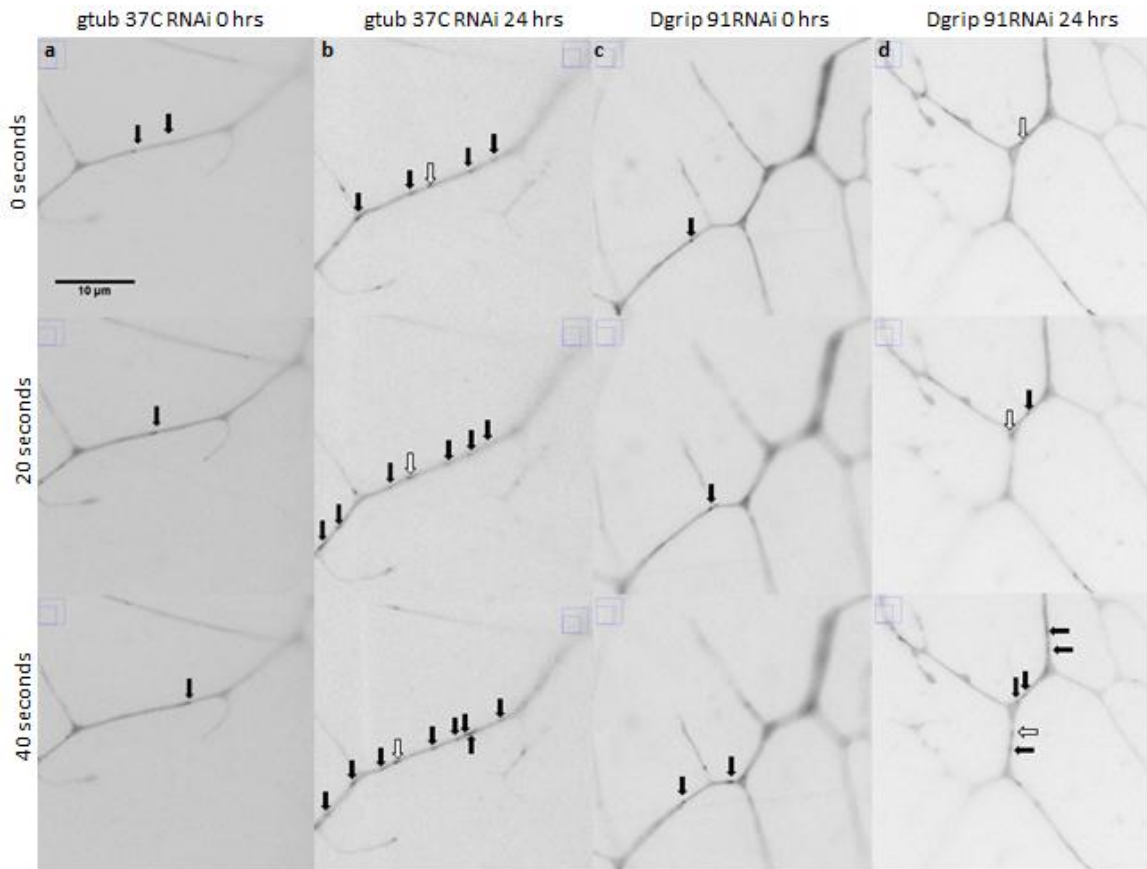 gtub 37C RNAi 0 hrs
gtub 37C RNAi 24 hrs
Dgrip 91RNAi 0 hrs
Dgrip 91RNAi 24 hrs
a
b
c
d
0 seconds
10 µm
20 seconds
40 seconds